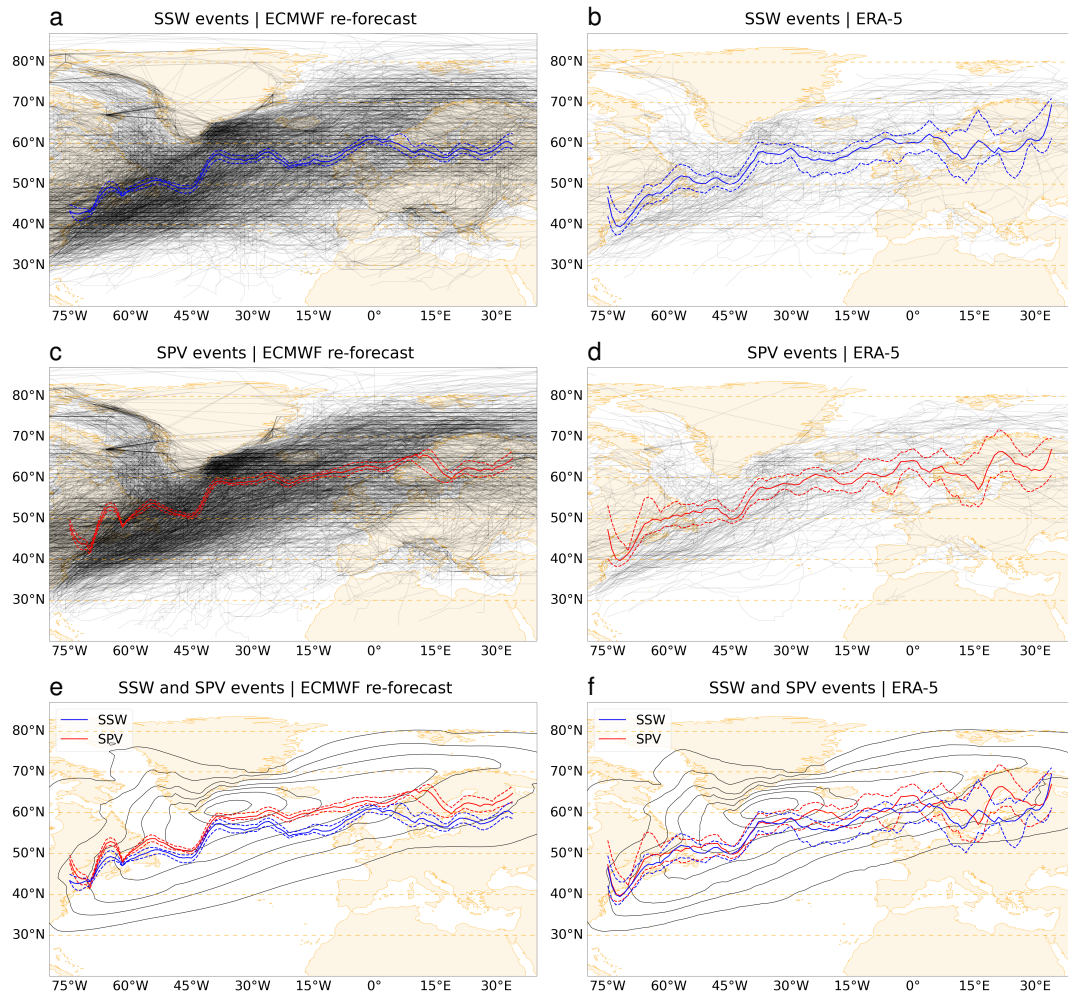 a
SSW events | ECMWF re-forecast
80°N
70°N
60°N
50°N
40°N
30°N
75°W 60°W 45°W 30°W 15°W 0° 15°E 30°E
b
SSW events | ERA-5
80°N
70°N
60°N
50°N
40°N
30°N
75°W 60°W 45°W 30°W 15°W 0° 15°E 30°E
c
SPV events | ECMWF re-forecast
80°N
70°N
60°N
50°N
40°N
30°N
75°W 60°W 45°W 30°W 15°W 0° 15°E 30°E
d
SPV events | ERA-5
80°N
70°N
60°N
50°N
40°N
30°N
75°W 60°W 45°W 30°W 15°W 0° 15°E 30°E
e
SSW and SPV events | ECMWF re-forecast
SSW
SPV
80°N
70°N
60°N
50°N
40°N
30°N
75°W 60°W 45°W 30°W 15°W 0° 15°E 30°E
f
SSW and SPV events | ERA-5
SSW
SPV
80°N
70°N
60°N
50°N
40°N
30°N
75°W 60°W 45°W 30°W 15°W 0° 15°E 30°E